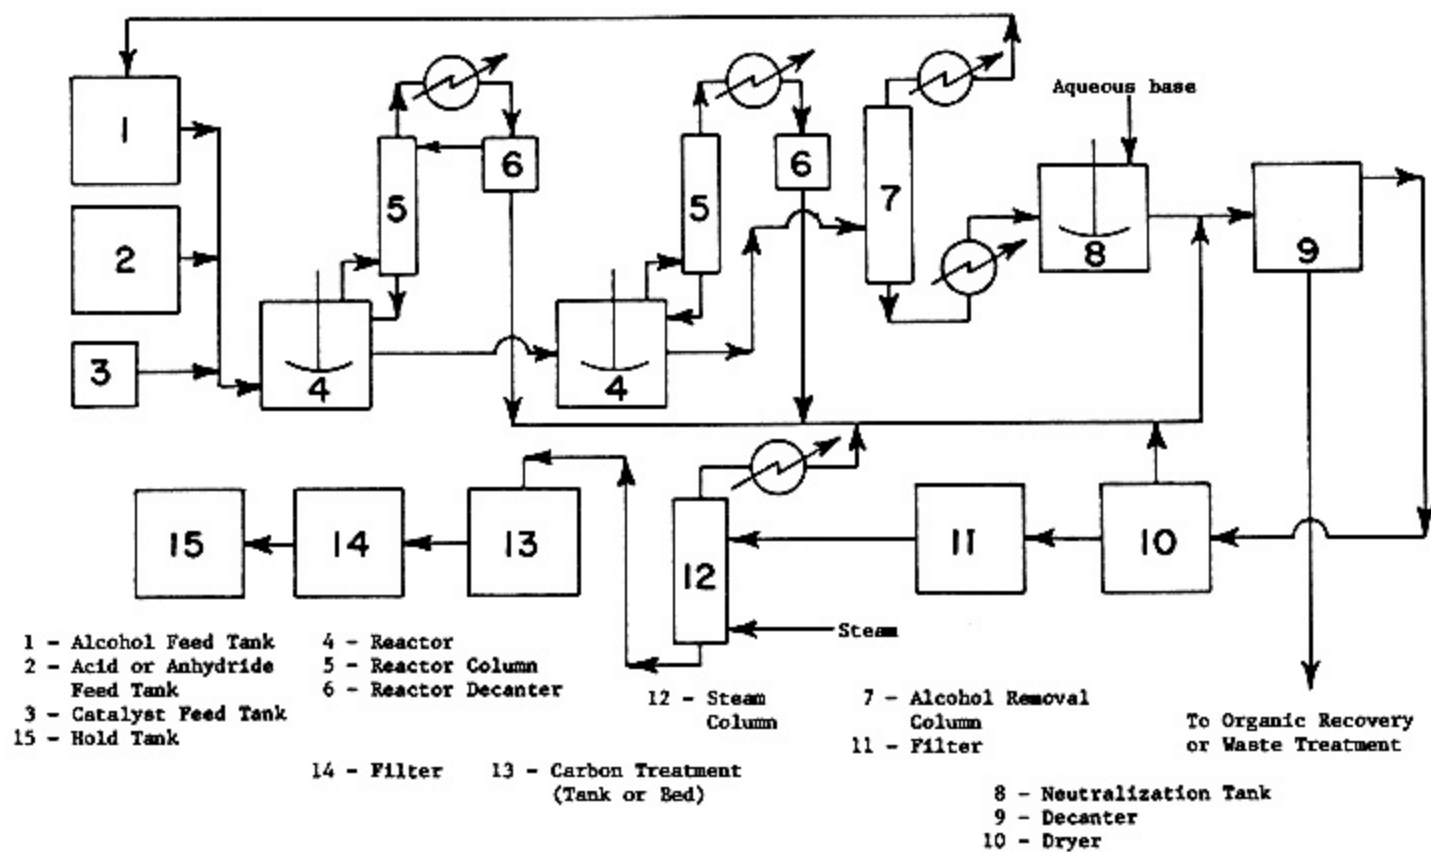 Aqueous base
1
2
3
4
5
6
4
5
6
7
8
9
15
14
13
12
11
10
Steam
1 - Alcohol Feed Tank
2 - Acid or Anhydride
Feed Tank
3 - Catalyst Feed Tank
15 - Hold Tank
4 - Reactor
5 - Reactor Column
6 - Reactor Decanter
14 - Filter
13 - Carbon Treatment
(Tank or Bed)
12 - Steam
Column
7 - Alcohol Removal
Column
11 - Filter
To Organic Recovery
or Waste Treatment
8 - Neutralization Tank
9 - Decanter
10 - Dryer